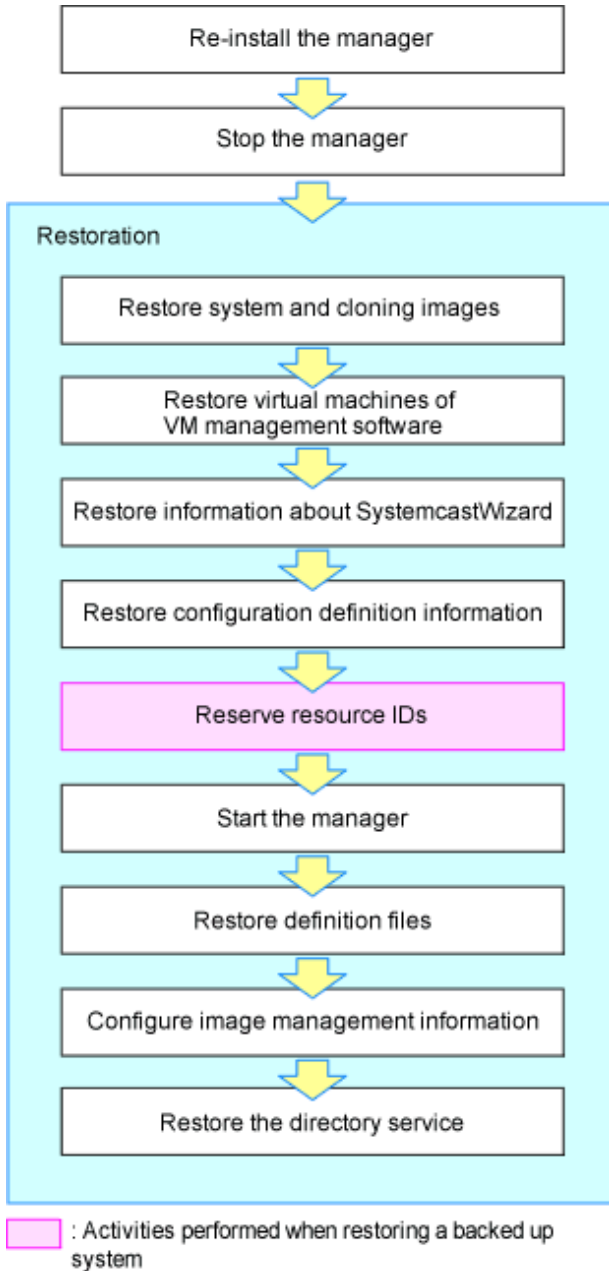 Re-install the manager
Stop the manager
Restoration
Restore system and cloning images
Restore virtual machines of
VM management software
Restore information about SystemcastWizard
Restore configuration definition information
Reserve resource IDs
Start the manager
Restore definition files
Configure image management information
Restore the directory service
: Activities performed when restoring a backed up
system